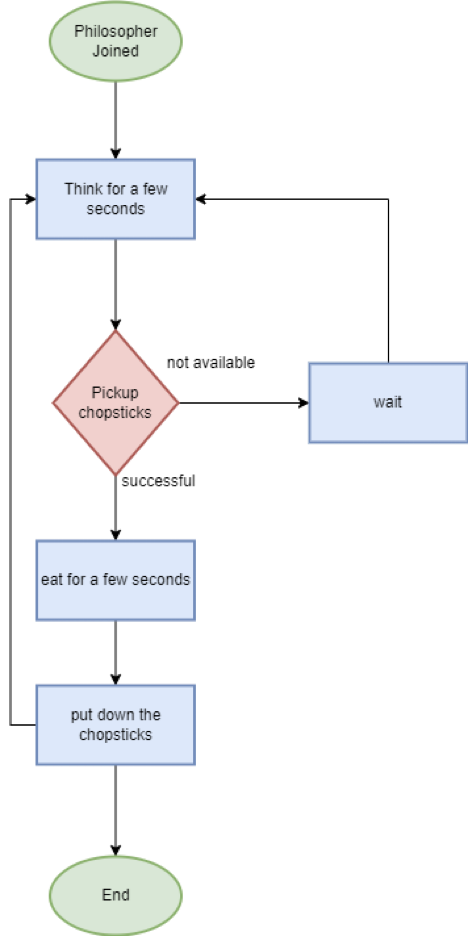 Philosopher
Joined
Think for a few
seconds
not available
Pickup
chopsticks
wait
successful
eat for a few seconds
put down the
chopsticks
End